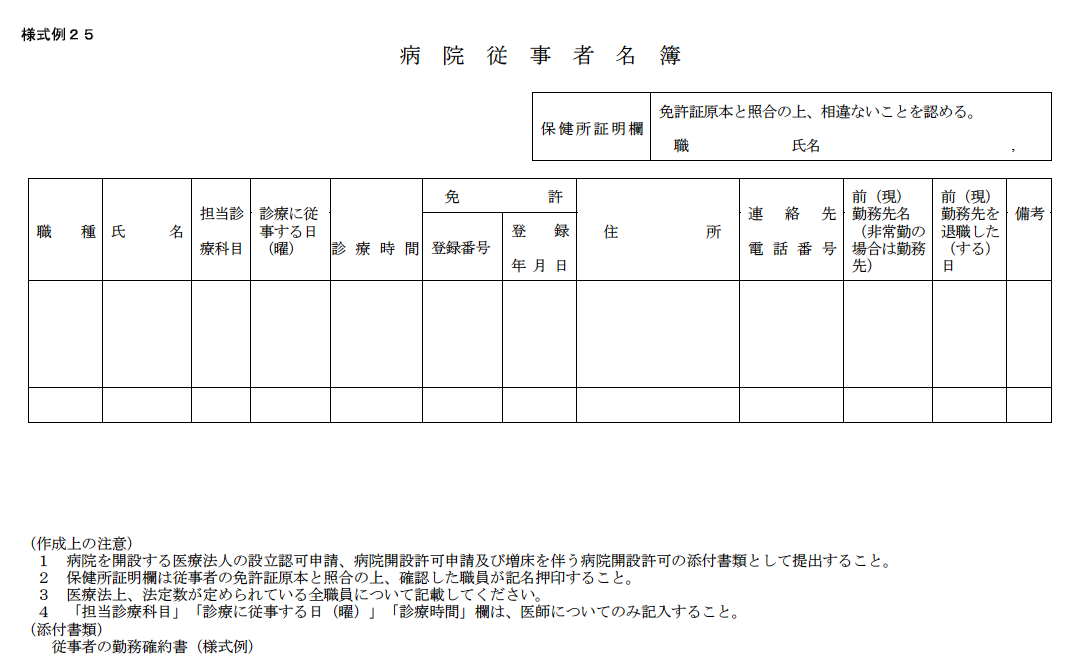 様式例２５
病院従事者名簿
保健所証明欄
免許証原本と照合の上、相違ないことを認める。
職　　　　　　　氏名　　　　　　　　　　　　　,
職　種
氏　名
担当診
療科目
診療に従
事する日
（曜）
診療時間
免　許
登録番号
登　録
年月日
住　所
連絡先
電話番号
前（現）
勤務先名
（非常勤の
場合は勤務
先）
前（現）
勤務先を
退職した
（する）
日
備考
（作成上の注意）
１　病院を開設する医療法人の設立認可申請、病院開設許可申請及び増床を伴う病院開設許可の添付書類として提出すること。
２　保健所証明欄は従事者の免許証原本と照合の上、確認した職員が記名押印すること。
３　医療法上、法定数が定められている全職員について記載してください。
４　「担当診療科目」「診療に従事する日（曜）」「診療時間」欄は、医師についてのみ記入すること。
（添付書類）
従事者の勤務確約書（様式例）